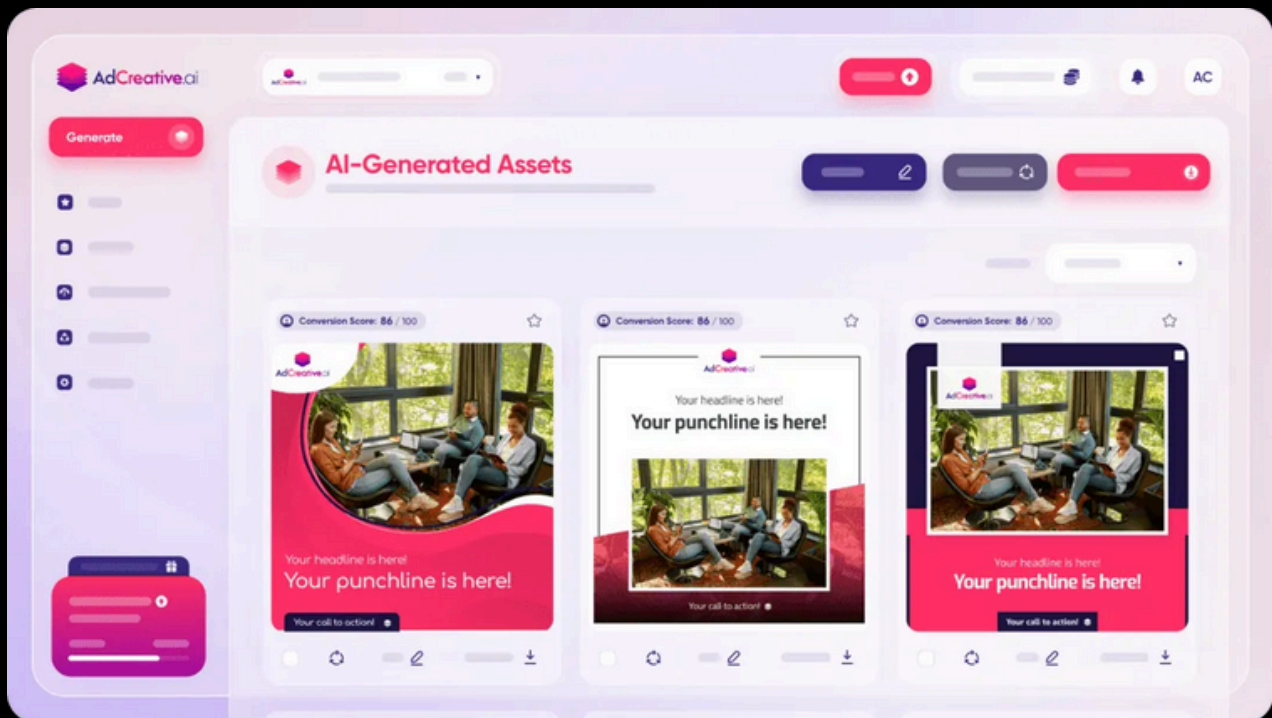 AdCreative.ai
AdCreative.ai
AC
Generate
AI-Generated Assets
Conversion Score: 86 / 100
AdCreative.ai
Your headline is here!
Your punchline is here!
Your call to action!
Conversion Score: 86 / 100
AdCreative.ai
Your headline is here!
Your punchline is here!
Your call to action!
Conversion Score: 86 / 100
AdCreative.ai
Your headline is here!
Your punchline is here!
Your call to action!